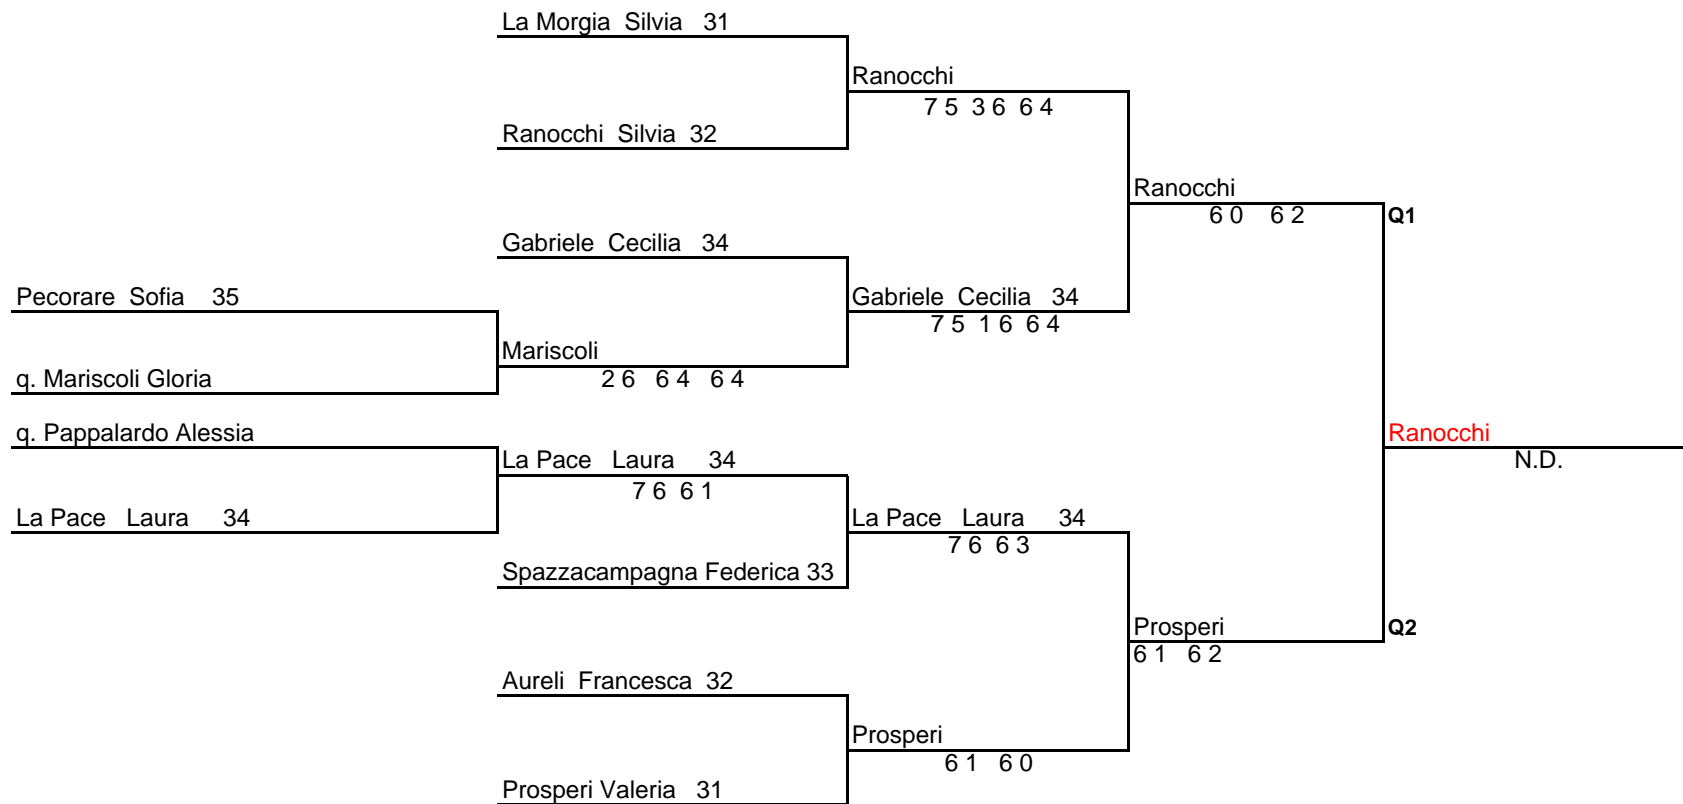 La Morgia Silvia 31
Ranocchi
7 5 3 6 6 4
Ranocchi Silvia 32
Ranocchi
6 0 6 2
Q1
Gabriele Cecilia 34
Pecorare Sofia 35
Gabriele Cecilia 34
7 5 1 6 6 4
Mariscoli
2 6 6 4 6 4
q. Mariscoli Gloria
q. Pappalardo Alessia
Ranocchi
N.D.
La Pace Laura 34
7 6 6 1
La Pace Laura 34
La Pace Laura 34
7 6 6 3
Spazzacampagna Federica 33
Prosperi
6 1 6 2
Q2
Aureli Francesca 32
Prosperi
6 1 6 0
Prosperi Valeria 31